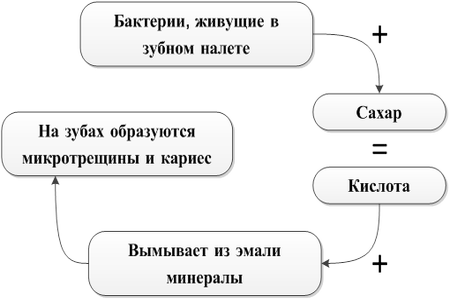 Бактерии, живущие в
зубном налете
+
Сахар
=
Кислота
+
Вымывает из эмали
минералы
На зубах образуются
микротрещины и кариес